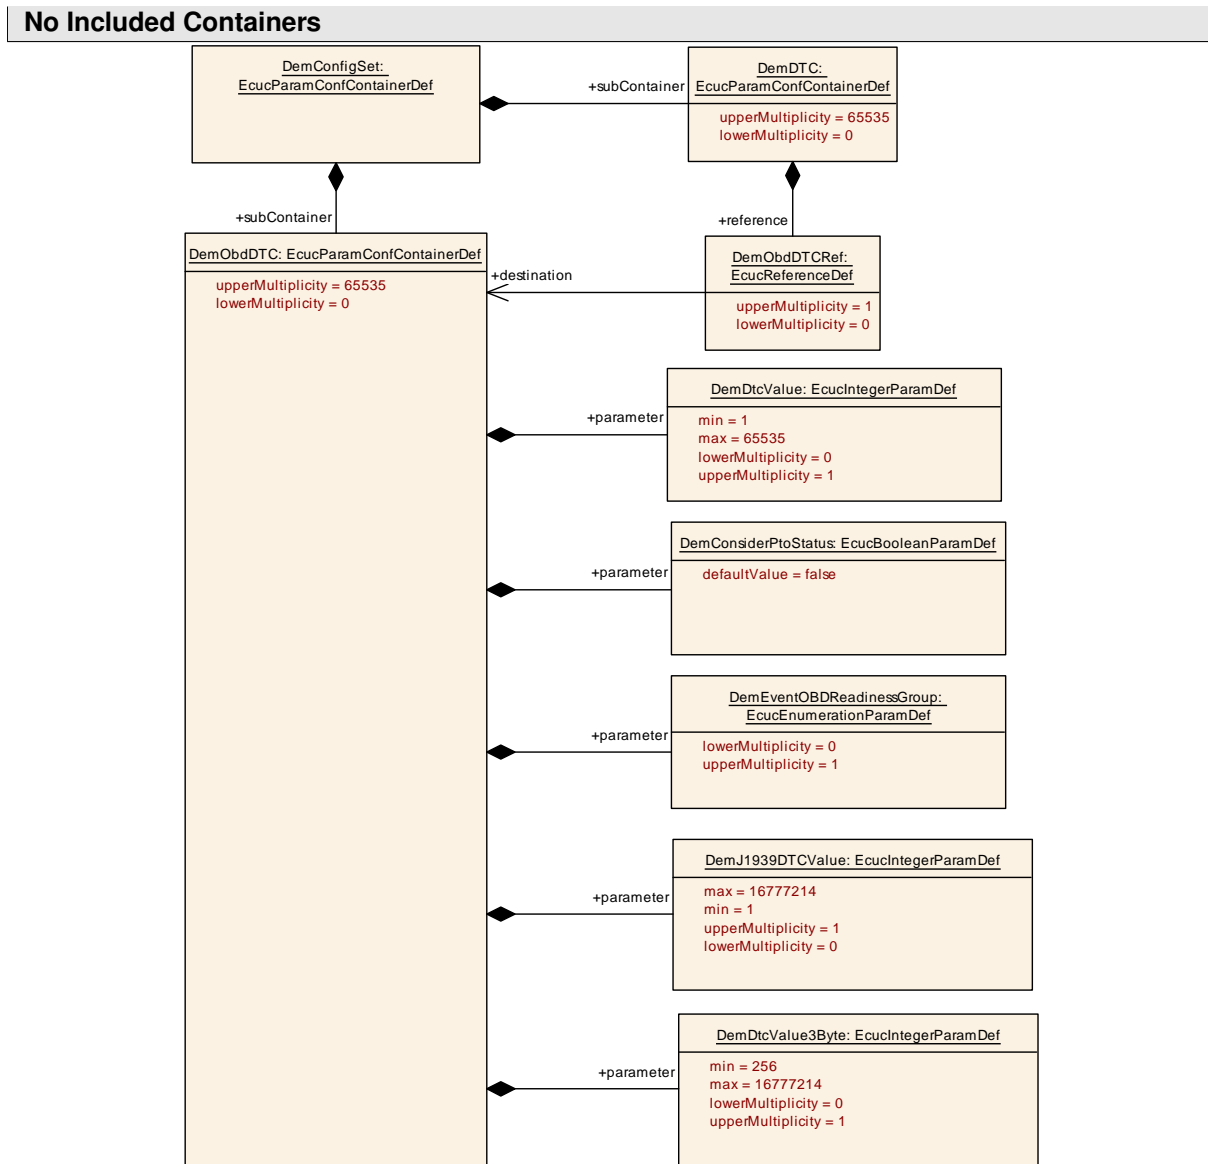 No Included Containers
DemConfigSet:
EcucParamConfContainerDef
+subContainer
DemDTC:
EcucParamConfContainerDef
upperMultiplicity = 65535
lowerMultiplicity = 0
+subContainer
+reference
DemObdDTC: EcucParamConfContainerDef
upperMultiplicity = 65535
lowerMultiplicity = 0
+destination
DemObdDTCRef:
EcucReferenceDef
upperMultiplicity = 1
lowerMultiplicity = 0
+parameter
DemDtcValue: EcucIntegerParamDef
min = 1
max = 65535
lowerMultiplicity = 0
upperMultiplicity = 1
+parameter
DemConsiderPtoStatus: EcucBooleanParamDef
defaultValue = false
+parameter
DemEventOBDReadinessGroup:
EcucEnumerationParamDef
lowerMultiplicity = 0
upperMultiplicity = 1
+parameter
DemJ1939DTCValue: EcucIntegerParamDef
max = 16777214
min = 1
upperMultiplicity = 1
lowerMultiplicity = 0
+parameter
DemDtcValue3Byte: EcucIntegerParamDef
min = 256
max = 16777214
lowerMultiplicity = 0
upperMultiplicity = 1